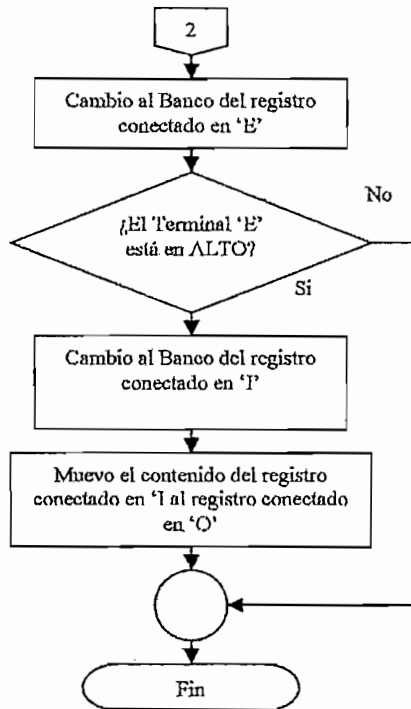 2
Cambio al Banco del registro
conectado en ‘E’
No
¿El Terminal ‘E’
está en ALTO?
Si
Cambio al Banco del registro
conectado en ‘I’
Muevo el contenido del registro
conectado en ‘I al registro conectado
en ‘O’
Fin